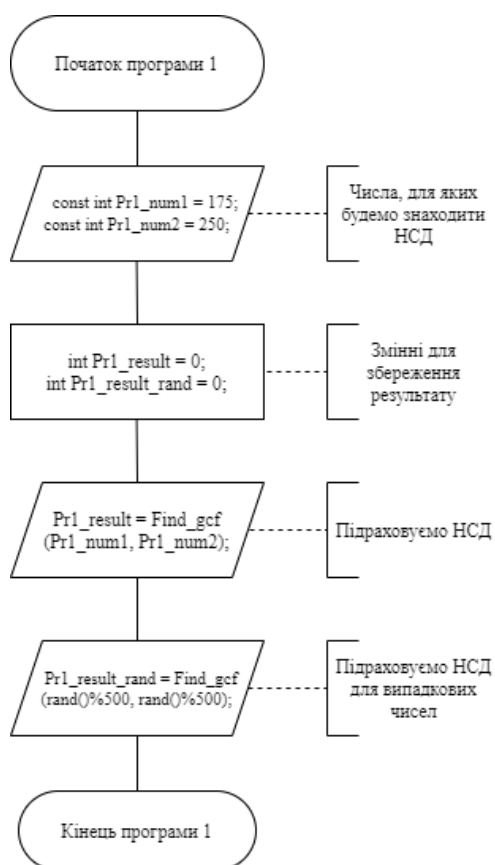 Початок програми 1
const int Pr1_num1 = 175;
const int Pr1_num2 = 250;
Числа, для яких
будемо знаходити
НСД
int Pr1_result = 0;
int Pr1_result_rand = 0;
Змінні для
збереження
результату
Pr1_result = Find_gcf
(Pr1_num1, Pr1_num2);
Підраховуємо НСД
Pr1_result_rand = Find_gcf
(rand()%500, rand()%500);
Підраховуємо НСД
для випадкових
чисел
Кінець програми 1